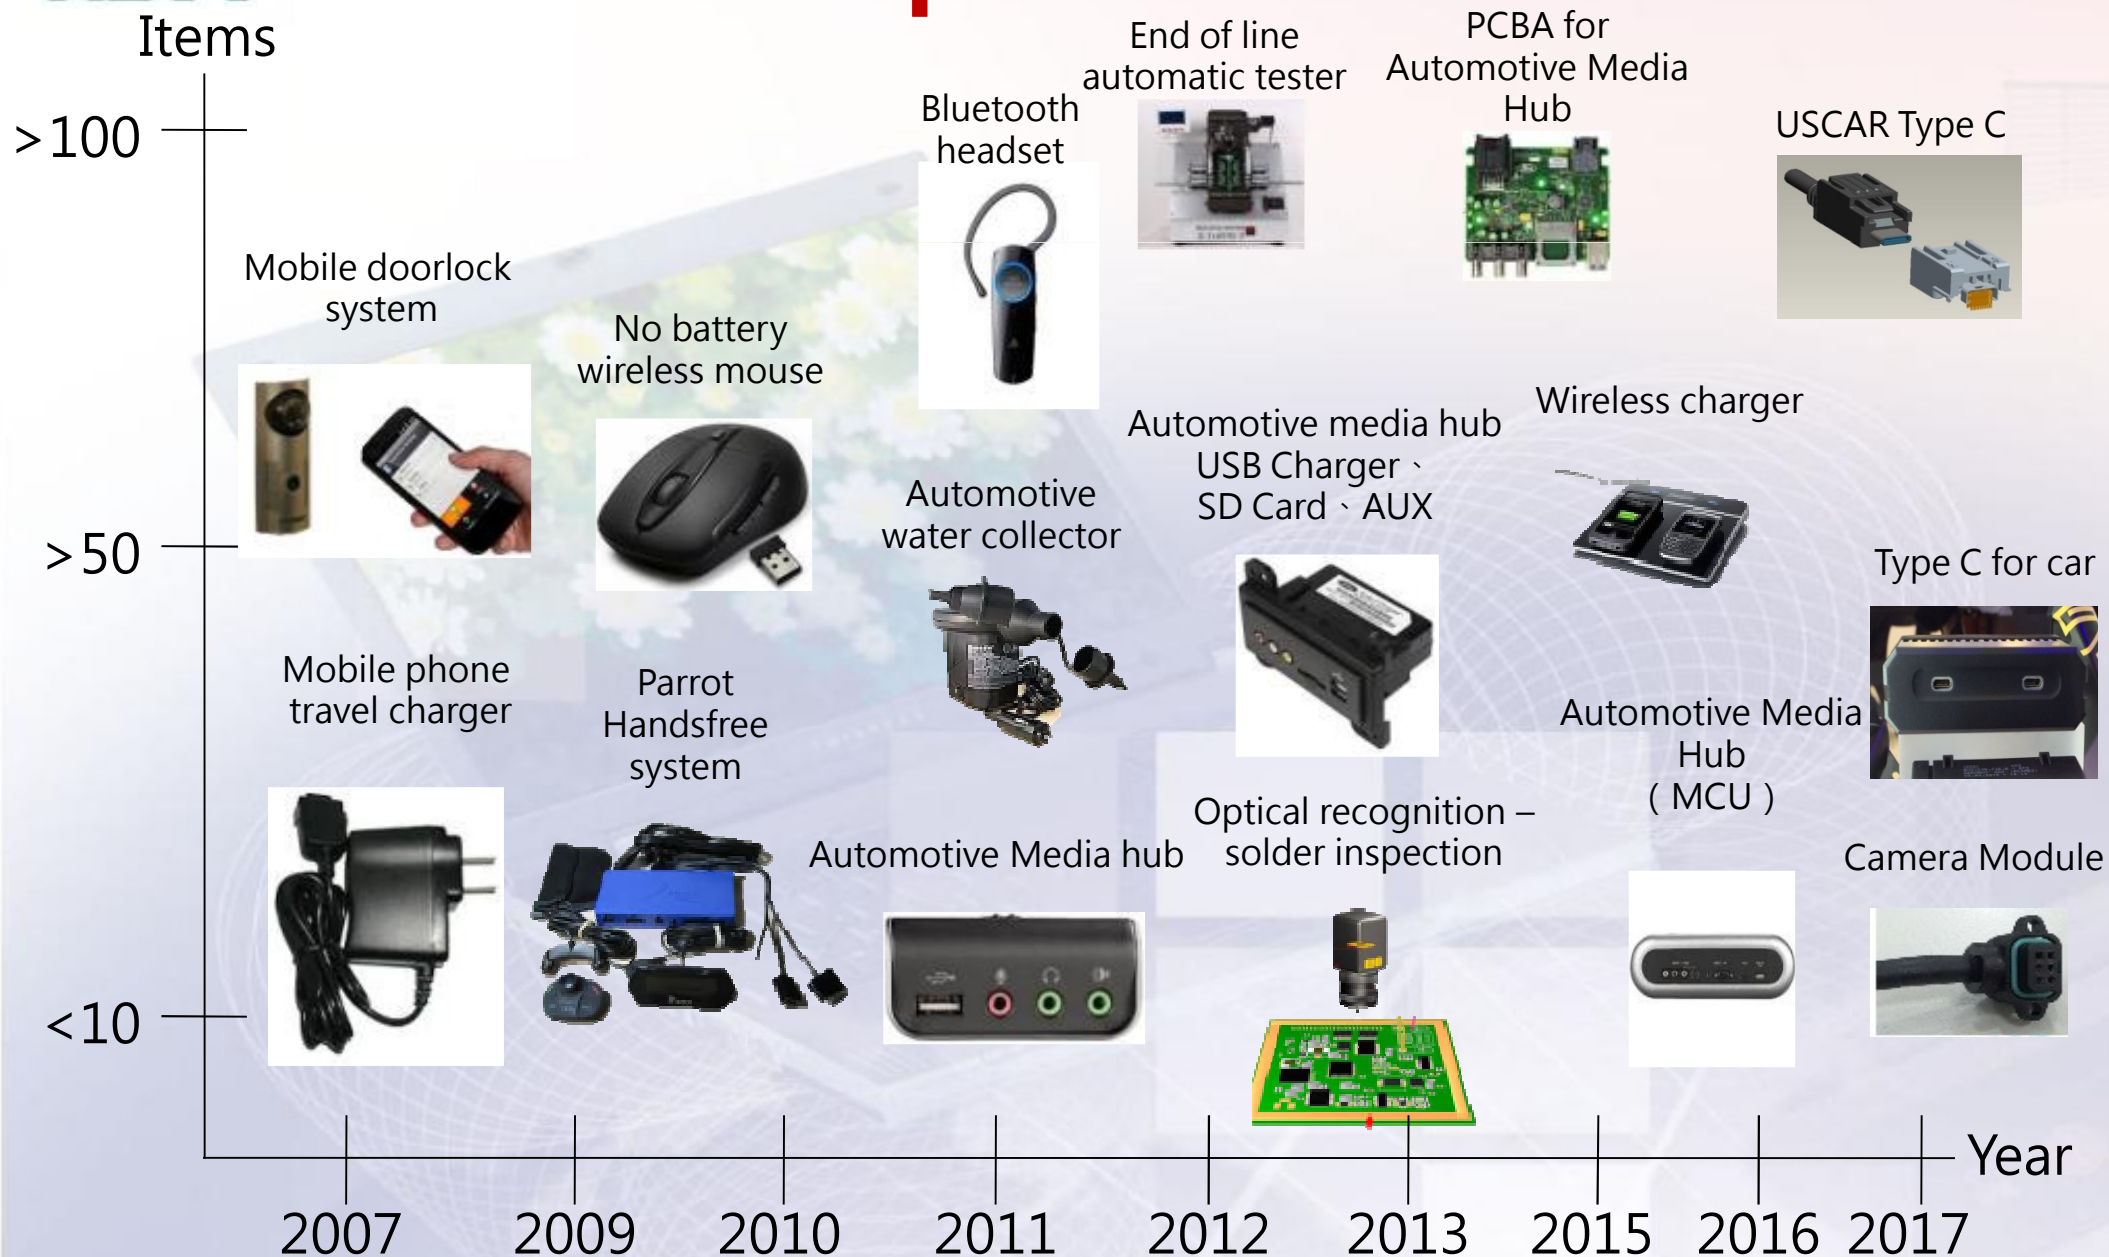 Items
>100
>50
<10
Mobile doorlock
system
Mobile phone
travel charger
No battery
wireless mouse
Parrot
Handsfree
system
Bluetooth
headset
Automotive
water collector
Automotive Media hub
End of line
automatic tester
Automotive media hub
USB Charger、
SD Card、AUX
Optical recognition –
solder inspection
PCBA for
Automotive Media
Hub
Wireless charger
Automotive Media
Hub
（MCU）
USCAR Type C
Type C for car
Camera Module
Year
2007
2009
2010
2011
2012
2013
2015
2016
2017